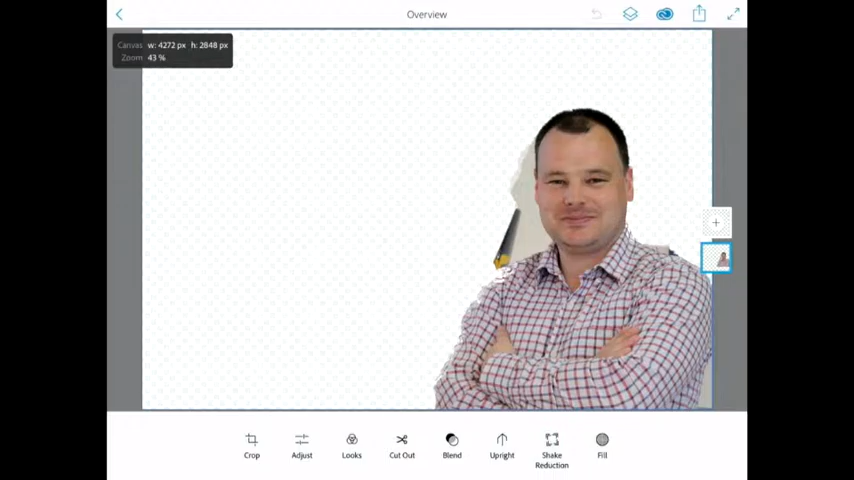 Overview
Canvas w: 4272 px h: 2848 px
Zoom 43 %
Crop
Adjust
Looks
Cut Out
Blend
Upright
Shake
Reduction
Fill